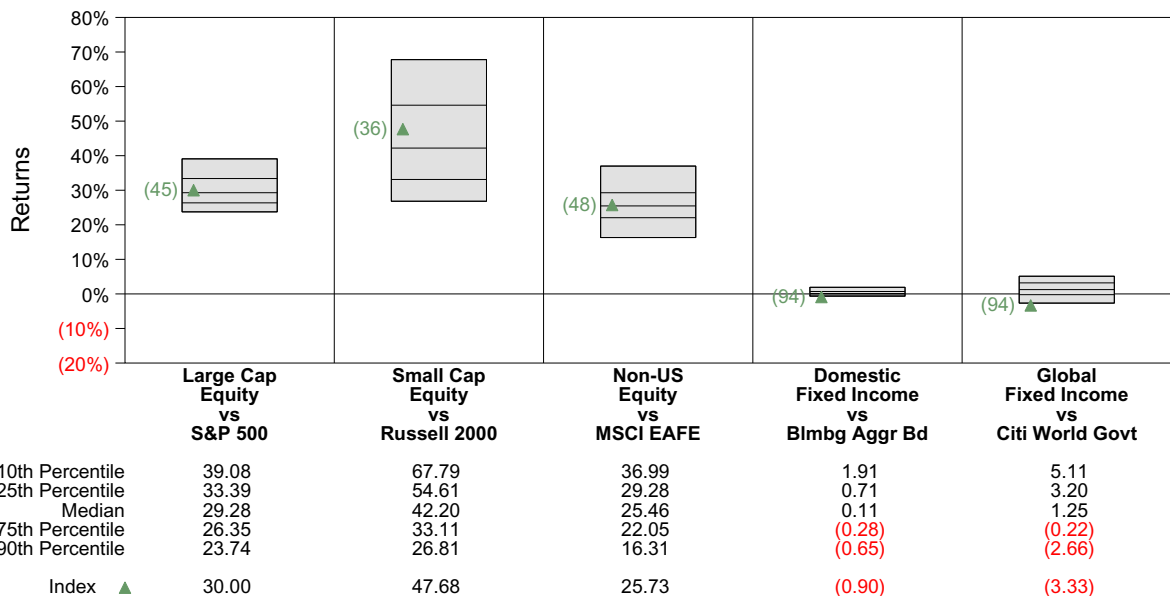 80%
70%
60%
50%
40%
30%
20%
10%
0%
(10%)
(20%)
Returns
(45)
(36)
(48)
(94)
(94)
Large Cap
Equity
vs
S&P 500
Small Cap
Equity
vs
Russell 2000
Non-US
Equity
vs
MSCI EAFE
Domestic
Fixed Income
vs
Blmbg Aggr Bd
Global
Fixed Income
vs
Citi World Govt
10th Percentile 39.08 67.79 36.99 1.91 5.11
25th Percentile 33.39 54.61 29.28 0.71 3.20
Median 29.28 42.20 25.46 0.11 1.25
75th Percentile 26.35 33.11 22.05 (0.28) (0.22)
90th Percentile 23.74 26.81 16.31 (0.65) (2.66)
Index 30.00 47.68 25.73 (0.90) (3.33)